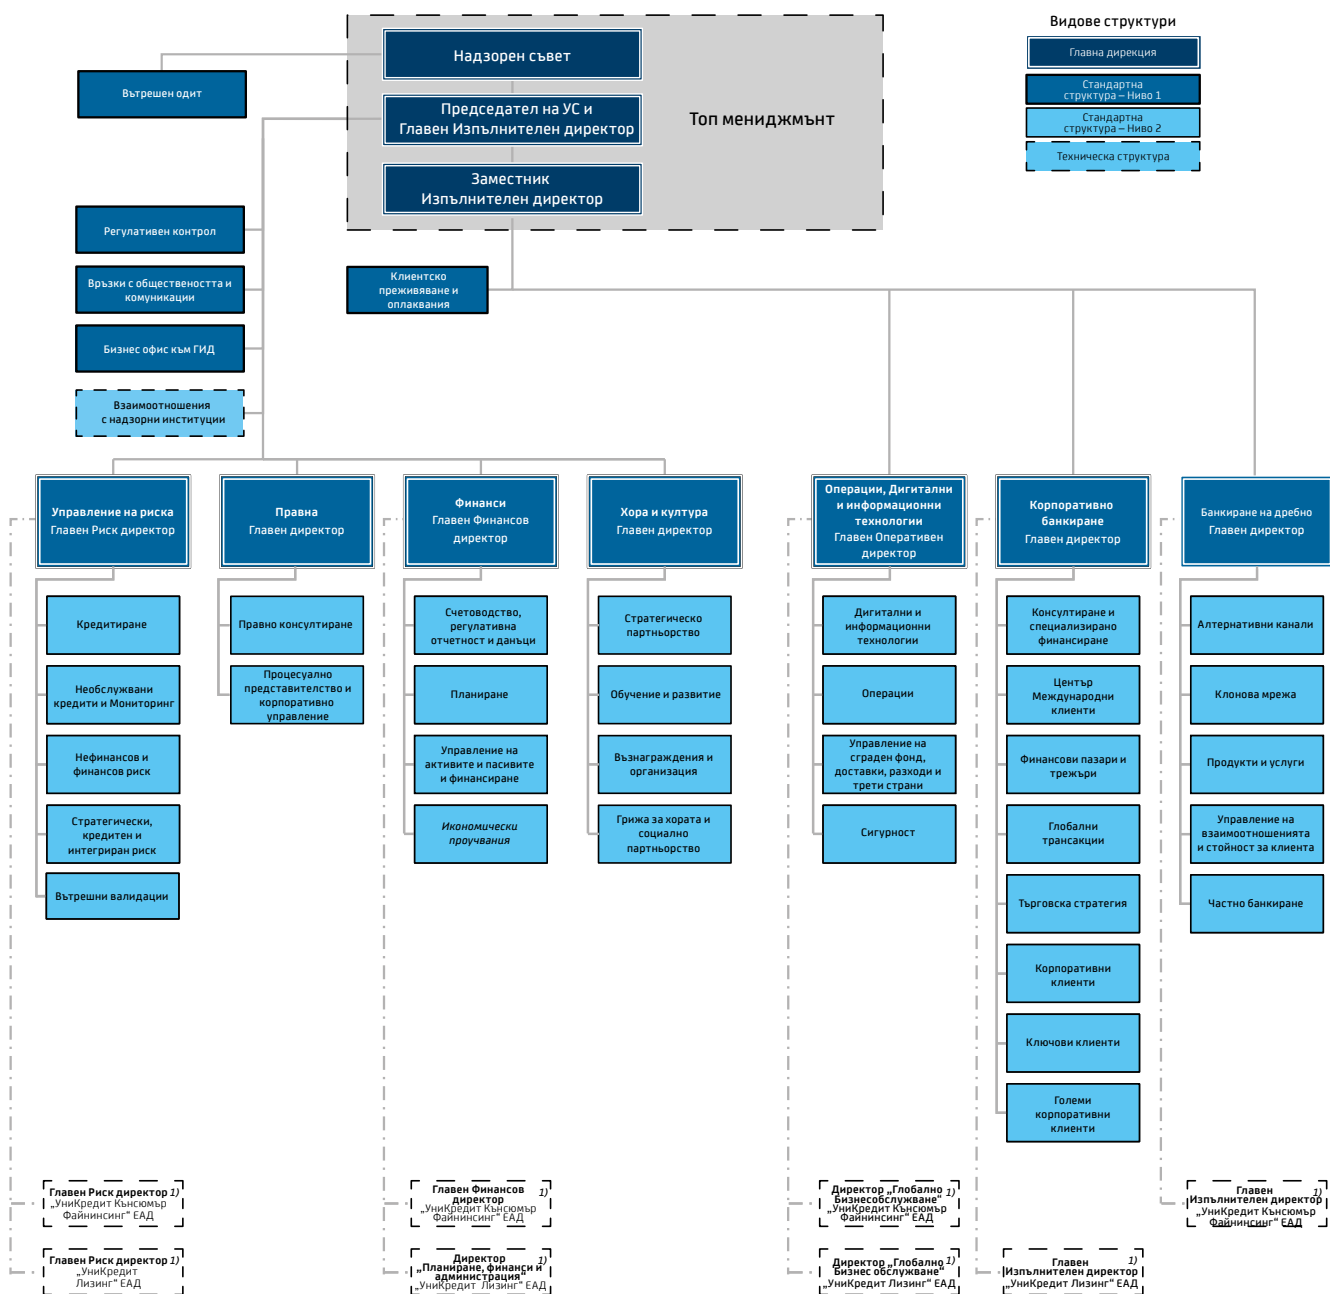 Видове структури
Главна дирекция
Стандартна
структура – Ниво 1
Стандартна
структура – Ниво 2
Техническа структура
Надзорен съвет
Председател на УС и
Главен Изпълнителен директор
Заместник
Изпълнителен директор
Топ мениджмънт
Вътрешен одит
Регулативен контрол
Връзки с обществеността и
комуникации
Бизнес офис към ГИД
Взаимоотношения
с надзорни институции
Клиентско
преживяване и
оплаквания
Управление на риска
Главен Риск директор
Кредитиране
Необслужвани
кредити и Мониторинг
Нефинансов и
финансов риск
Стратегически,
кредитен и
интегриран риск
Вътрешни валидации
Главен Риск директор 1)
„УниКредит Кънсюмър
Файнинсинг“ ЕАД
Главен Риск директор 1)
„УниКредит
Лизинг“ ЕАД
Правна
Главен директор
Правно консултиране
Процесуално
представителство и
корпоративно
управление
Финанси
Главен Финансов
директор
Счетоводство,
регулативна
отчетност и данъци
Планиране
Управление на
активите и пасивите
и финансиране
Икономически
проучвания
Главен Финансов 1)
директор
„УниКредит Кънсюмър
Файнинсинг“ ЕАД
Директор 1)
„Планиране, финанси и
администрация“
„УниКредит Лизинг“ ЕАД
Хора и култура
Главен директор
Стратегическо
партньорство
Обучение и развитие
Възнаграждения и
организация
Грижа за хората и
социално
партньорство
Операции, Дигитални
и информационни
технологии
Главен Оперативен
директор
Дигитални и
информационни
технологии
Операции
Управление на
сграден фонд,
доставки, разходи и
трети страни
Сигурност
Директор „Глобално 1)
Бизнесобслужване“
„УниКредит Кънсюмър
Файнинсинг“ ЕАД
Директор „Глобално 1)
Бизнес обслужване“
„УниКредит Лизинг“ ЕАД
Корпоративно
банкиране
Главен директор
Консултиране и
специализирано
финансиране
Център
Международни
клиенти
Финансови пазари и
трежъри
Глобални
трансакции
Търговска стратегия
Корпоративни
клиенти
Ключови клиенти
Големи
корпоративни
клиенти
Главен 1)
Изпълнителен директор
„УниКредит Лизинг“ ЕАД
Банкиране на дребно
Главен директор
Алтернативни канали
Клонова мрежа
Продукти и услуги
Управление на
взаимоотношенията
и стойност за клиента
Частно банкиране
Главен 1)
Изпълнителен директор
„УниКредит Кънсюмър
Файнинсинг“ ЕАД